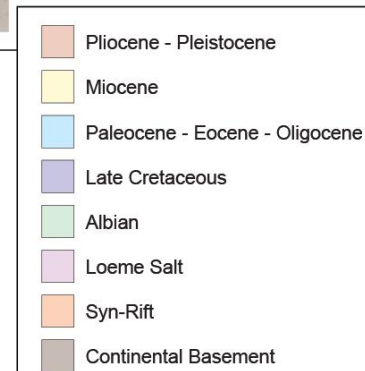 Pliocene - Pleistocene
Miocene
Paleocene - Eocene - Oligocene
Late Cretaceous
Albian
Loeme Salt
Syn-Rift
Continental Basement